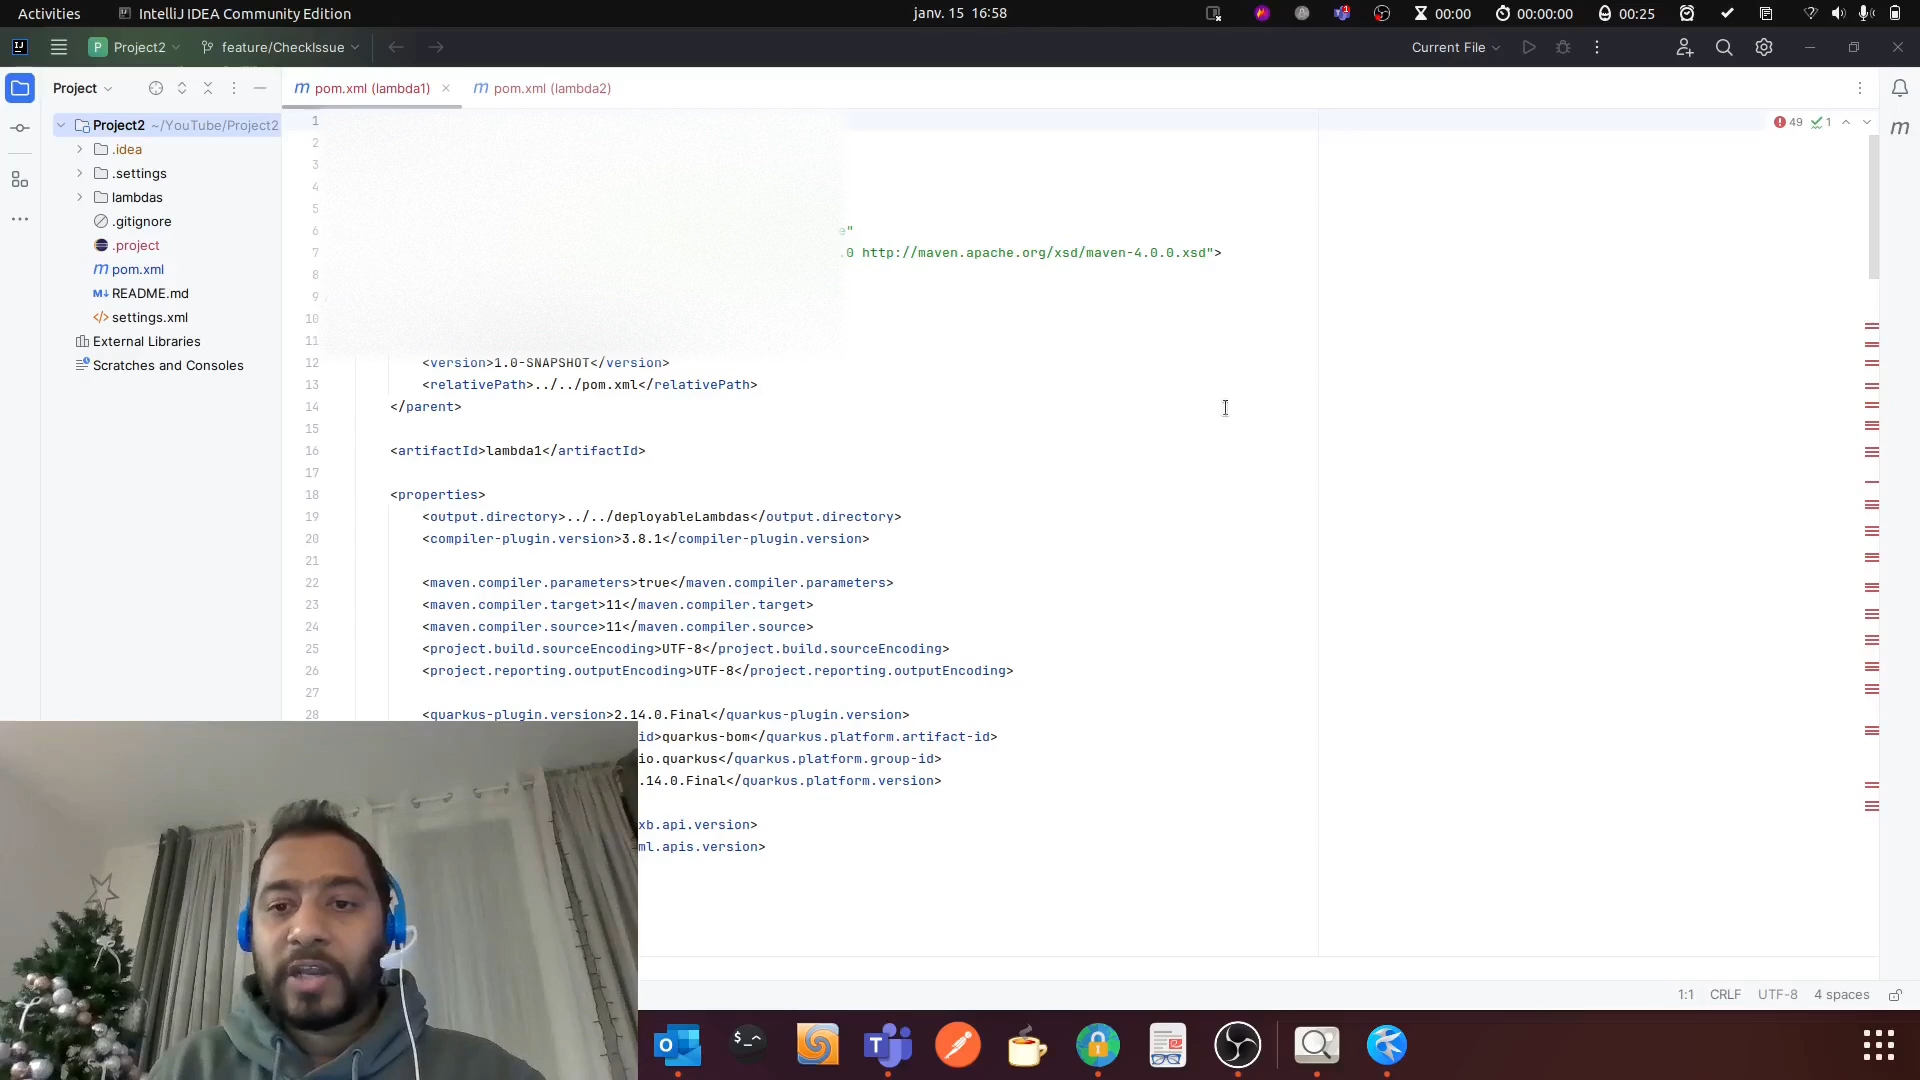 Activities IntelliJ IDEA Community Edition janv. 15 16:58 00:00 00:00:00 00:25
Project2 feature/CheckIssue Current File
Project pom.xml (lambda1) pom.xml (lambda2)
Project2 ~/YouTube/Project2
.idea
.settings
lambdas
.gitignore
.project
pom.xml
README.md
settings.xml
External Libraries
Scratches and Consoles
49 1
1
2
3
4
5
6 e"
7 .0 http://maven.apache.org/xsd/maven-4.0.0.xsd">
8
9
10
11
12 <version>1.0-SNAPSHOT</version>
13 <relativePath>../../pom.xml</relativePath>
14 </parent>
15
16 <artifactId>lambda1</artifactId>
17
18 <properties>
19 <output.directory>../../deployableLambdas</output.directory>
20 <compiler-plugin.version>3.8.1</compiler-plugin.version>
21
22 <maven.compiler.parameters>true</maven.compiler.parameters>
23 <maven.compiler.target>11</maven.compiler.target>
24 <maven.compiler.source>11</maven.compiler.source>
25 <project.build.sourceEncoding>UTF-8</project.build.sourceEncoding>
26 <project.reporting.outputEncoding>UTF-8</project.reporting.outputEncoding>
27
28 <quarkus-plugin.version>2.14.0.Final</quarkus-plugin.version>
id>quarkus-bom</quarkus.platform.artifact-id>
io.quarkus</quarkus.platform.group-id>
.14.0.Final</quarkus.platform.version>
xb.api.version>
ml.apis.version>
1:1 CRLF UTF-8 4 spaces